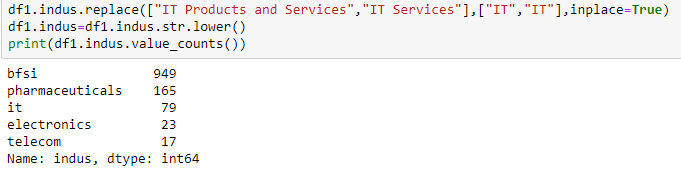 df1.indus.replace(["IT Products and Services","IT Services"],["IT","IT"],inplace=True)
df1.indus=df1.indus.str.lower()
print(df1.indus.value_counts())
bfsi               949
pharmaceuticals    165
it                  79
electronics         23
telecom             17
Name: indus, dtype: int64